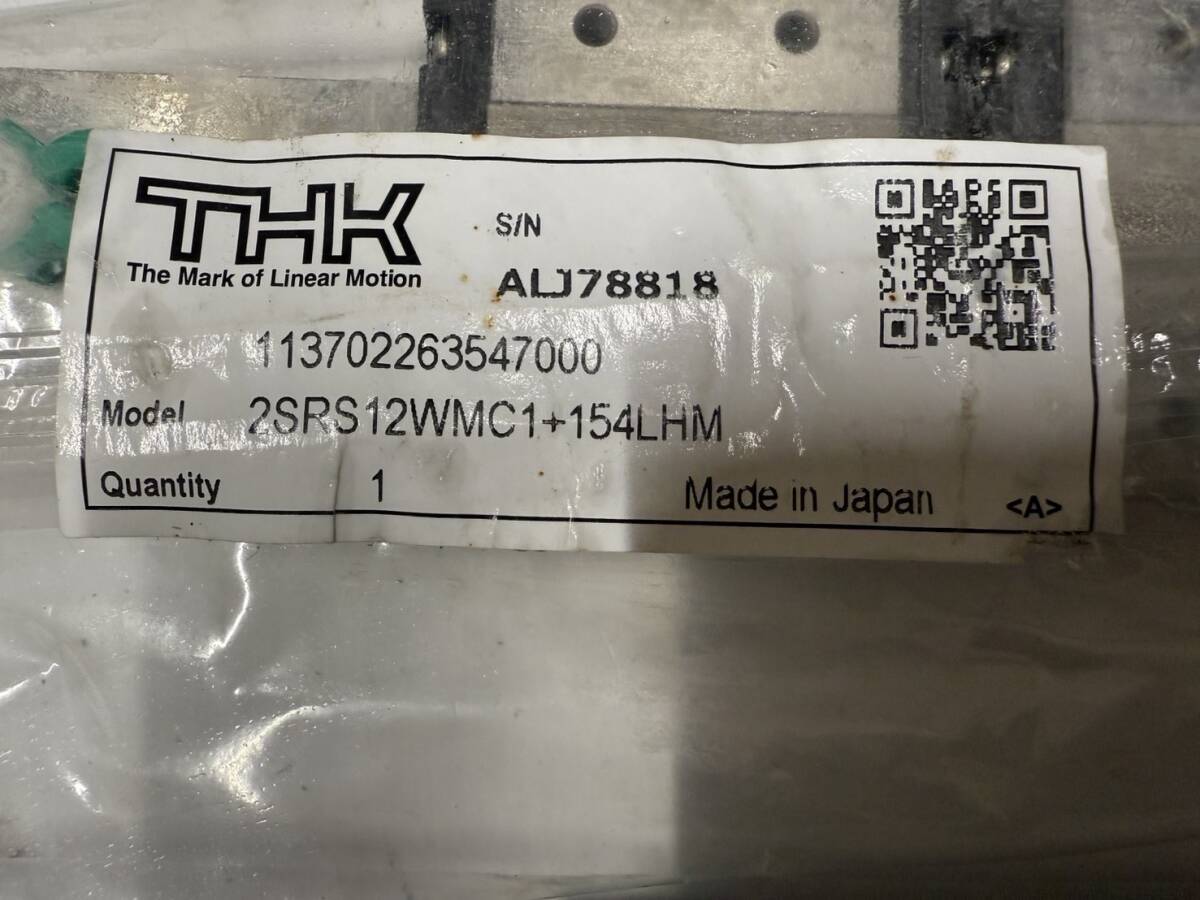 THK
The Mark of Linear Motion
S/N
ALJ78818
113702263547000
Model 2SRS12WMC1+154LHM
Quantity 1
Made in Japan <A>